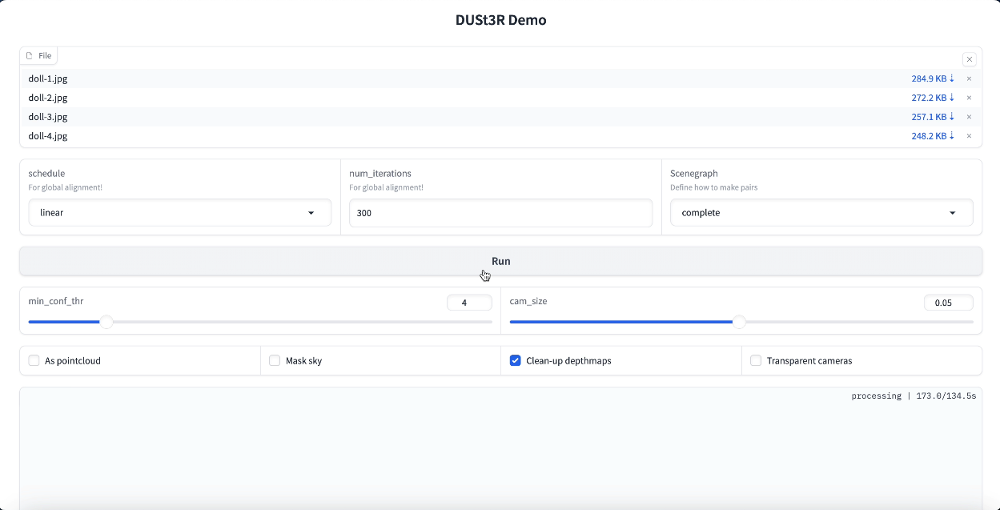 DUSt3R Demo
File
doll-1.jpg 284.9 KB ↓ ×
doll-2.jpg 272.2 KB ↓ ×
doll-3.jpg 257.1 KB ↓ ×
doll-4.jpg 248.2 KB ↓ ×
schedule
For global alignment!
linear
num_iterations
For global alignment!
300
Scenegraph
Define how to make pairs
complete
Run
min_conf_thr 4
cam_size 0.05
As pointcloud
Mask sky
Clean-up depthmaps
Transparent cameras
processing | 173.0/134.5s